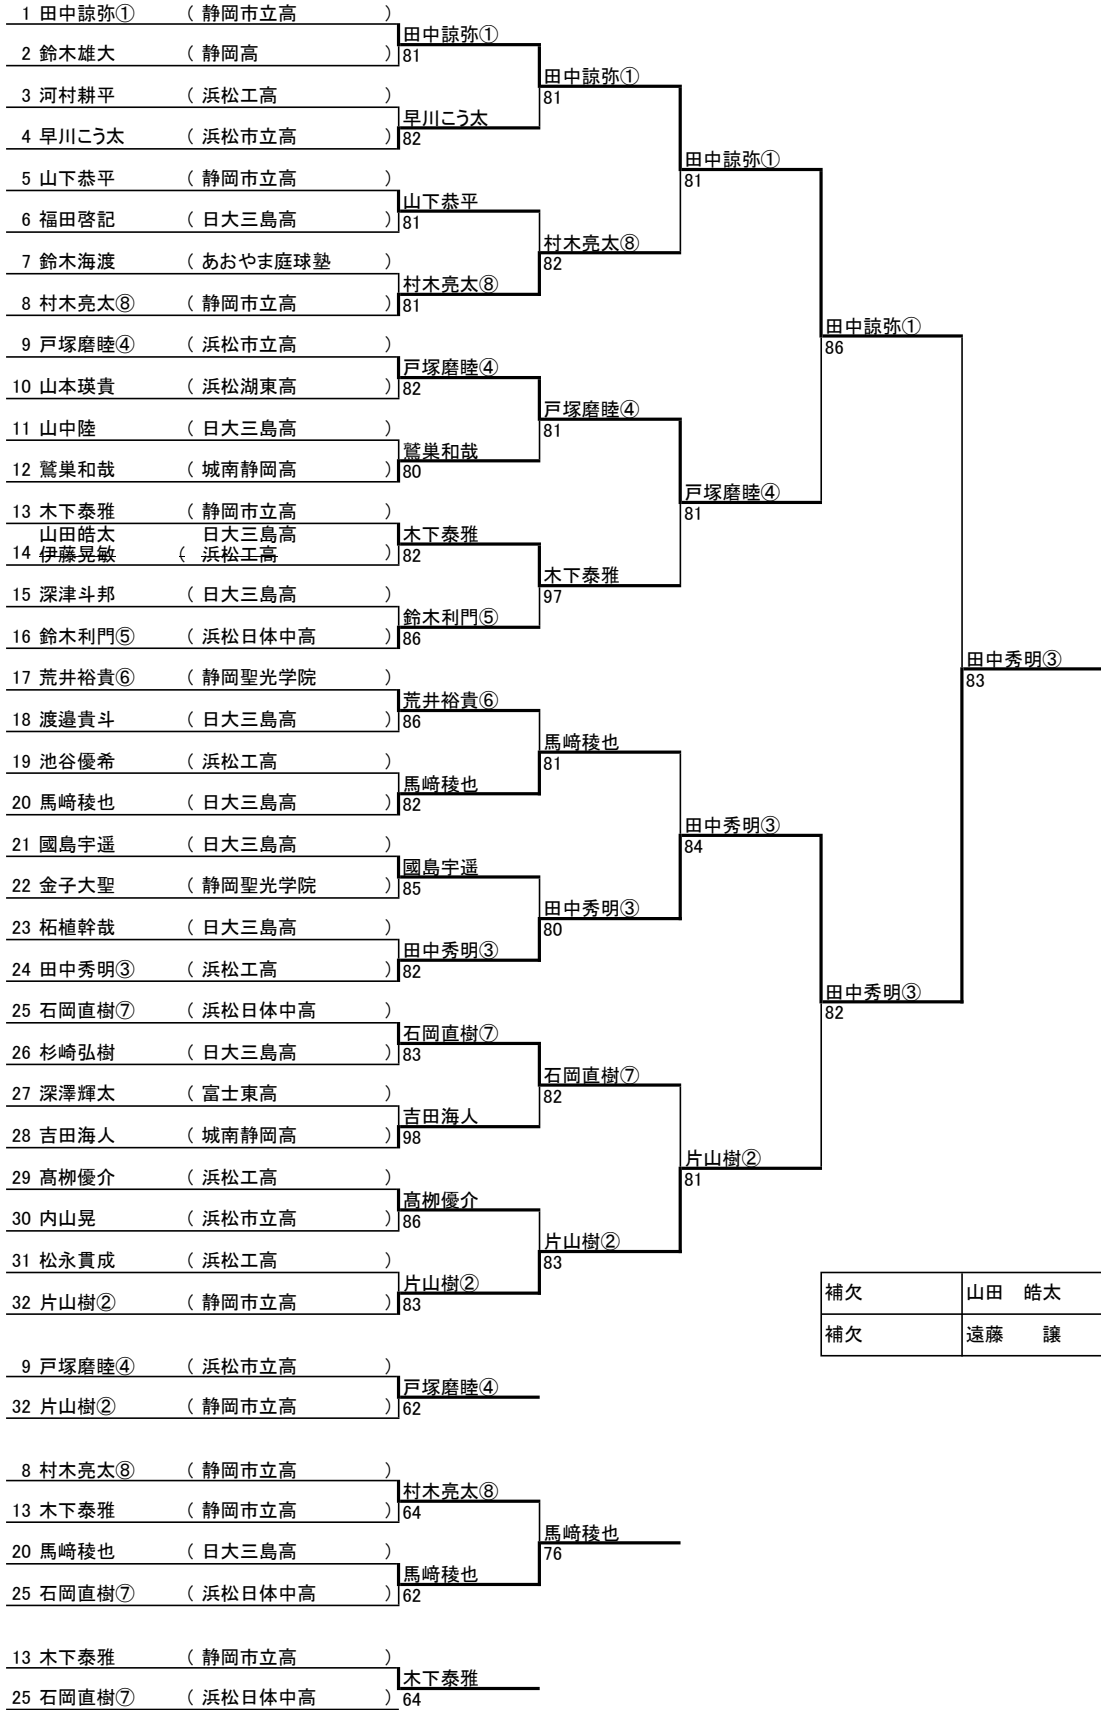 1 田中諒弥① ( 静岡市立高 )
田中諒弥①
2 鈴木雄大 ( 静岡高 ) 81
田中諒弥①
3 河村耕平 ( 浜松工高 ) 81
早川こう太
4 早川こう太 ( 浜松市立高 ) 82
田中諒弥①
5 山下恭平 ( 静岡市立高 ) 81
山下恭平
6 福田啓記 ( 日大三島高 ) 81
村木亮太⑧
7 鈴木海渡 ( あおやま庭球塾 ) 82
村木亮太⑧
8 村木亮太⑧ ( 静岡市立高 ) 81
田中諒弥①
9 戸塚磨睦④ ( 浜松市立高 ) 86
戸塚磨睦④
10 山本瑛貴 ( 浜松湖東高 ) 82
戸塚磨睦④
11 山中陸 ( 日大三島高 ) 81
鷲巣和哉
12 鷲巣和哉 ( 城南静岡高 ) 80
戸塚磨睦④
13 木下泰雅 ( 静岡市立高 ) 81
山田皓太 日大三島高 木下泰雅
14 伊藤晃敏 ( 浜松工高 ) 82
木下泰雅
15 深津斗邦 ( 日大三島高 ) 97
鈴木利門⑤
16 鈴木利門⑤ ( 浜松日体中高 ) 86
田中秀明③
17 荒井裕貴⑥ ( 静岡聖光学院 ) 83
荒井裕貴⑥
18 渡邉貴斗 ( 日大三島高 ) 86
馬﨑稜也
19 池谷優希 ( 浜松工高 ) 81
馬﨑稜也
20 馬﨑稜也 ( 日大三島高 ) 82
田中秀明③
21 國島宇遥 ( 日大三島高 ) 84
國島宇遥
22 金子大聖 ( 静岡聖光学院 ) 85
田中秀明③
23 柘植幹哉 ( 日大三島高 ) 80
田中秀明③
24 田中秀明③ ( 浜松工高 ) 82
田中秀明③
25 石岡直樹⑦ ( 浜松日体中高 ) 82
石岡直樹⑦
26 杉崎弘樹 ( 日大三島高 ) 83
石岡直樹⑦
27 深澤輝太 ( 富士東高 ) 82
吉田海人
28 吉田海人 ( 城南静岡高 ) 98
片山樹②
29 髙栁優介 ( 浜松工高 ) 81
髙栁優介
30 内山晃 ( 浜松市立高 ) 86
片山樹②
31 松永貫成 ( 浜松工高 ) 83
片山樹②
32 片山樹② ( 静岡市立高 ) 83
補欠 山田 皓太
補欠 遠藤 譲
9 戸塚磨睦④ ( 浜松市立高 )
戸塚磨睦④
32 片山樹② ( 静岡市立高 ) 62
8 村木亮太⑧ ( 静岡市立高 )
村木亮太⑧
13 木下泰雅 ( 静岡市立高 ) 64
馬﨑稜也
20 馬﨑稜也 ( 日大三島高 ) 76
馬﨑稜也
25 石岡直樹⑦ ( 浜松日体中高 ) 62
13 木下泰雅 ( 静岡市立高 )
木下泰雅
25 石岡直樹⑦ ( 浜松日体中高 ) 64